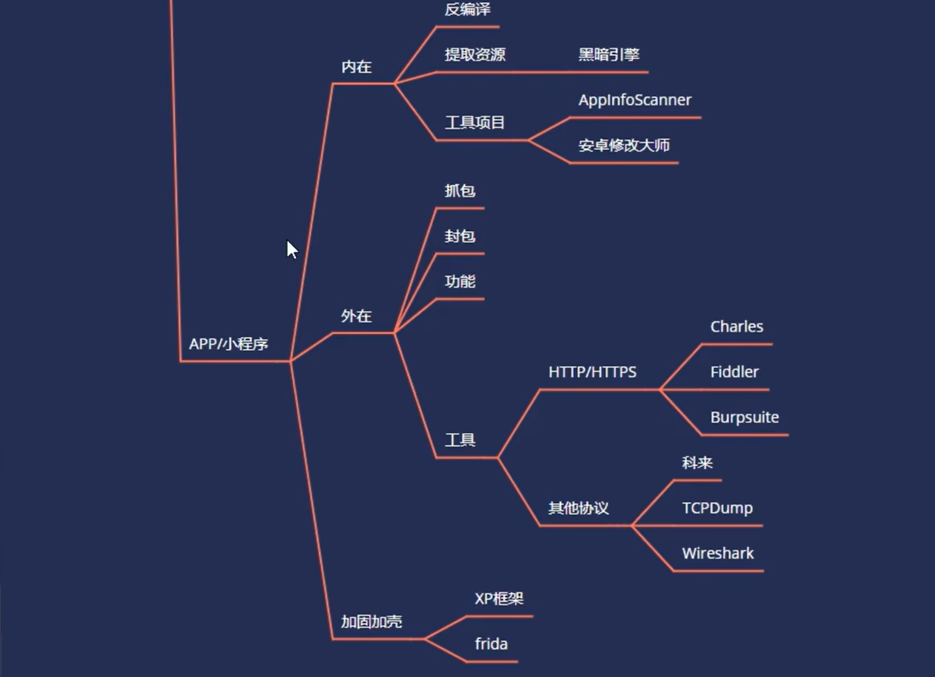 反编译
内在
提取资源
黑暗引擎
AppInfoScanner
工具项目
安卓修改大师
抓包
封包
功能
外在
APP/小程序
Charles
HTTP/HTTPS
Fiddler
Burpsuite
工具
科来
其他协议
TCPDump
Wireshark
XP框架
加固加壳
frida